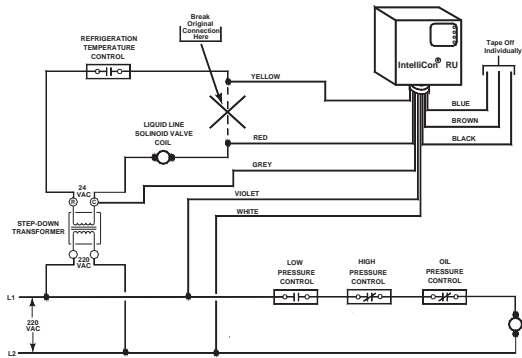 Break
Original
Connection
Here
REFRIGERATION
TEMPERATURE
CONTROL
IntelliCon® RU
Tape Off
Individually
YELLOW
BLUE
BROWN
BLACK
LIQUID LINE
SOLINOID VALVE
COIL
RED
GREY
VIOLET
WHITE
24
VAC
R
C
STEP-DOWN
TRANSFORMER
220
VAC
LOW
PRESSURE
CONTROL
HIGH
PRESSURE
CONTROL
OIL
PRESSURE
CONTROL
L1
220
VAC
L2